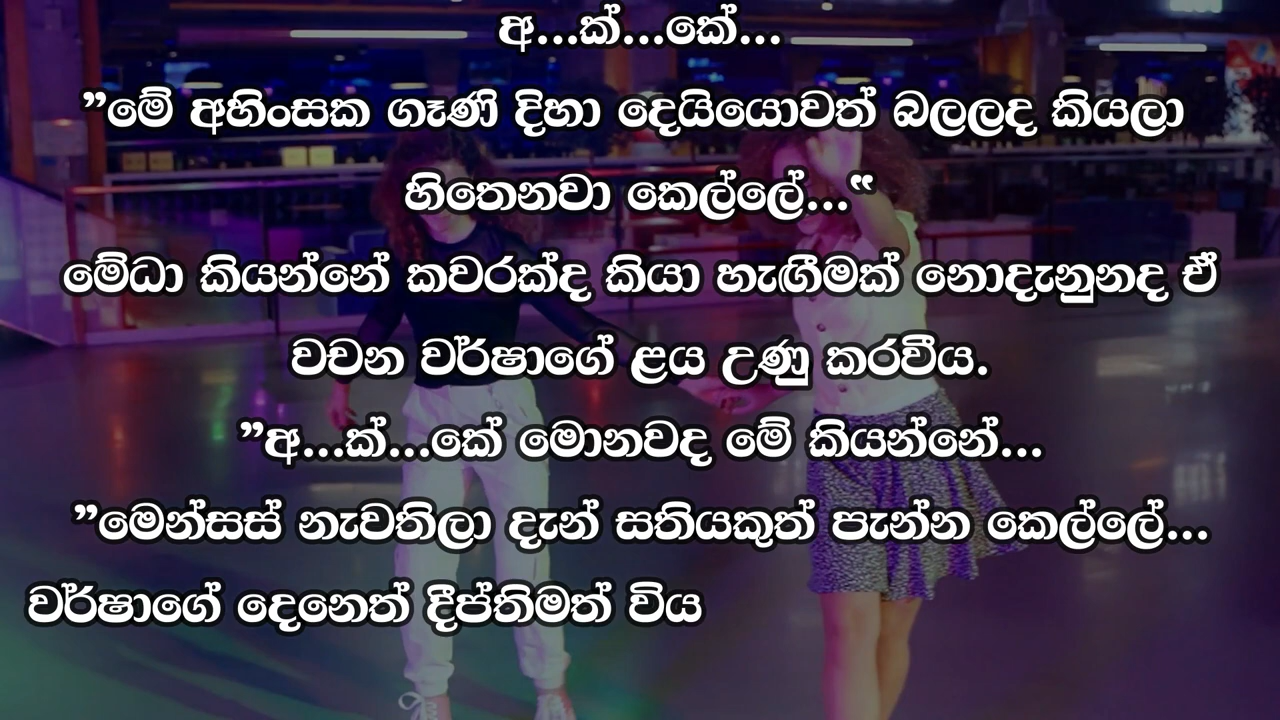 අ...ක්...කේ...
”මේ අහිංසක ගෑණි දිහා දෙයියොවත් බලලද කියලා
හිතෙනවා කෙල්ලේ...“
මේධා කියන්නේ කවරක්ද කියා හැඟීමක් නොදැනුනද ඒ
වචන වර්ෂාගේ ළය උණු කරවීය.
”අ...ක්...කේ මොනවද මේ කියන්නේ...
”මෙන්සස් නැවතිලා දැන් සතියකුත් පැන්න කෙල්ලේ...
වර්ෂාගේ දෙනෙත් දීප්තිමත් විය